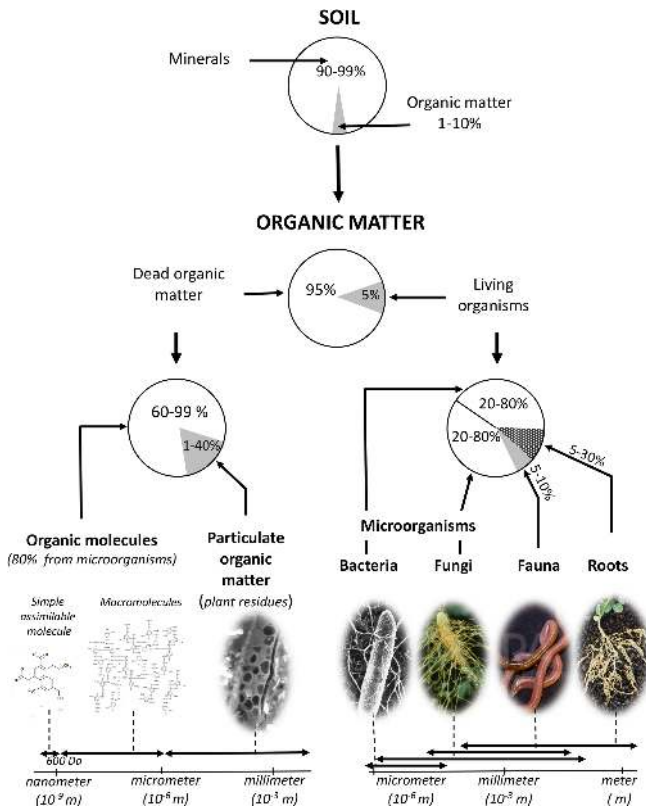 SOIL
Minerals
90-99%
Organic matter
1-10%
ORGANIC MATTER
Dead organic
matter
95%
5%
Living
organisms
60-99 %
1-40%
20-80%
20-80%
5-10%
5-30%
Organic molecules
(80% from microorganisms)
Particulate
organic
matter
(plant residues)
Microorganisms
Bacteria
Fungi
Fauna
Roots
Simple
assimilable
molecule
Macromolecules
600 Da
nanometer
(10⁻⁹ m)
micrometer
(10⁻⁶ m)
millimeter
(10⁻³ m)
micrometer
(10⁻⁶ m)
millimeter
(10⁻³ m)
meter
( m)